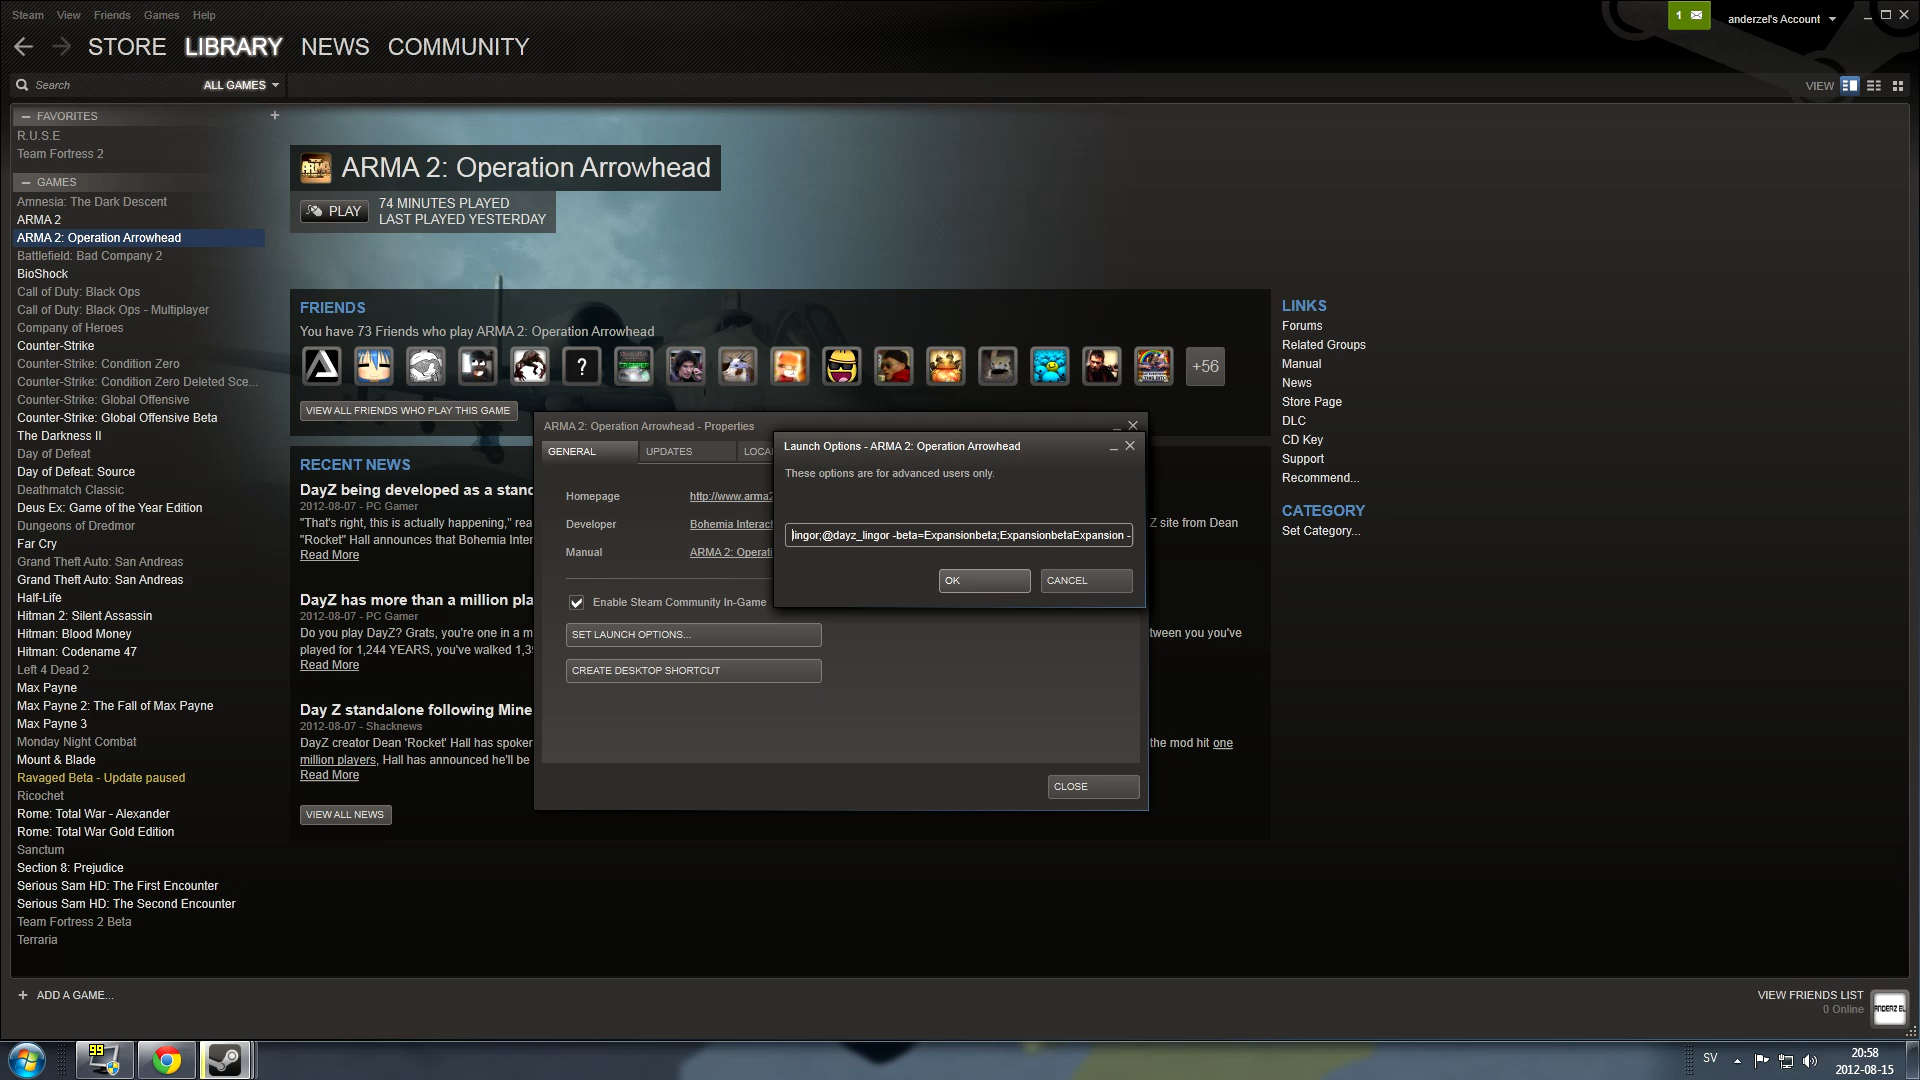 Steam View Friends Games Help
1
anderzel's Account
STORE LIBRARY NEWS COMMUNITY
Search
ALL GAMES
VIEW
FAVORITES
R.U.S.E
Team Fortress 2
GAMES
Amnesia: The Dark Descent
ARMA 2
ARMA 2: Operation Arrowhead
Battlefield: Bad Company 2
BioShock
Call of Duty: Black Ops
Call of Duty: Black Ops - Multiplayer
Company of Heroes
Counter-Strike
Counter-Strike: Condition Zero
Counter-Strike: Condition Zero Deleted Sce...
Counter-Strike: Global Offensive
Counter-Strike: Global Offensive Beta
The Darkness II
Day of Defeat
Day of Defeat: Source
Deathmatch Classic
Deus Ex: Game of the Year Edition
Dungeons of Dredmor
Far Cry
Grand Theft Auto: San Andreas
Grand Theft Auto: San Andreas
Half-Life
Hitman 2: Silent Assassin
Hitman: Blood Money
Hitman: Codename 47
Left 4 Dead 2
Max Payne
Max Payne 2: The Fall of Max Payne
Max Payne 3
Monday Night Combat
Mount & Blade
Ravaged Beta - Update paused
Ricochet
Rome: Total War - Alexander
Rome: Total War Gold Edition
Sanctum
Section 8: Prejudice
Serious Sam HD: The First Encounter
Serious Sam HD: The Second Encounter
Team Fortress 2 Beta
Terraria
ARMA 2: Operation Arrowhead
PLAY
74 MINUTES PLAYED
LAST PLAYED YESTERDAY
FRIENDS
You have 73 Friends who play ARMA 2: Operation Arrowhead
?
+56
VIEW ALL FRIENDS WHO PLAY THIS GAME
RECENT NEWS
DayZ being developed as a stand
2012-08-07 - PC Gamer
"That's right, this is actually happening," rea
Z site from Dean
"Rocket" Hall announces that Bohemia Inter
Read More
DayZ has more than a million pla
2012-08-07 - PC Gamer
Do you play DayZ? Grats, you're one in a m
tween you you've
played for 1,244 YEARS, you've walked 1,3
Read More
Day Z standalone following Mine
2012-08-07 - Shacknews
DayZ creator Dean 'Rocket' Hall has spoker
the mod hit one
million players, Hall has announced he'll be
Read More
VIEW ALL NEWS
LINKS
Forums
Related Groups
Manual
News
Store Page
DLC
CD Key
Support
Recommend...
CATEGORY
Set Category...
ARMA 2: Operation Arrowhead - Properties
GENERAL UPDATES LOCA
Homepage http://www.arma2
Developer Bohemia Interact
Manual ARMA 2: Operati
Enable Steam Community In-Game
SET LAUNCH OPTIONS...
CREATE DESKTOP SHORTCUT
CLOSE
Launch Options - ARMA 2: Operation Arrowhead
These options are for advanced users only.
lingor;@dayz_lingor -beta=Expansionbeta;ExpansionbetaExpansion -
OK CANCEL
ADD A GAME...
VIEW FRIENDS LIST
0 Online
ANDERZEL
99
SV
20:58
2012-08-15